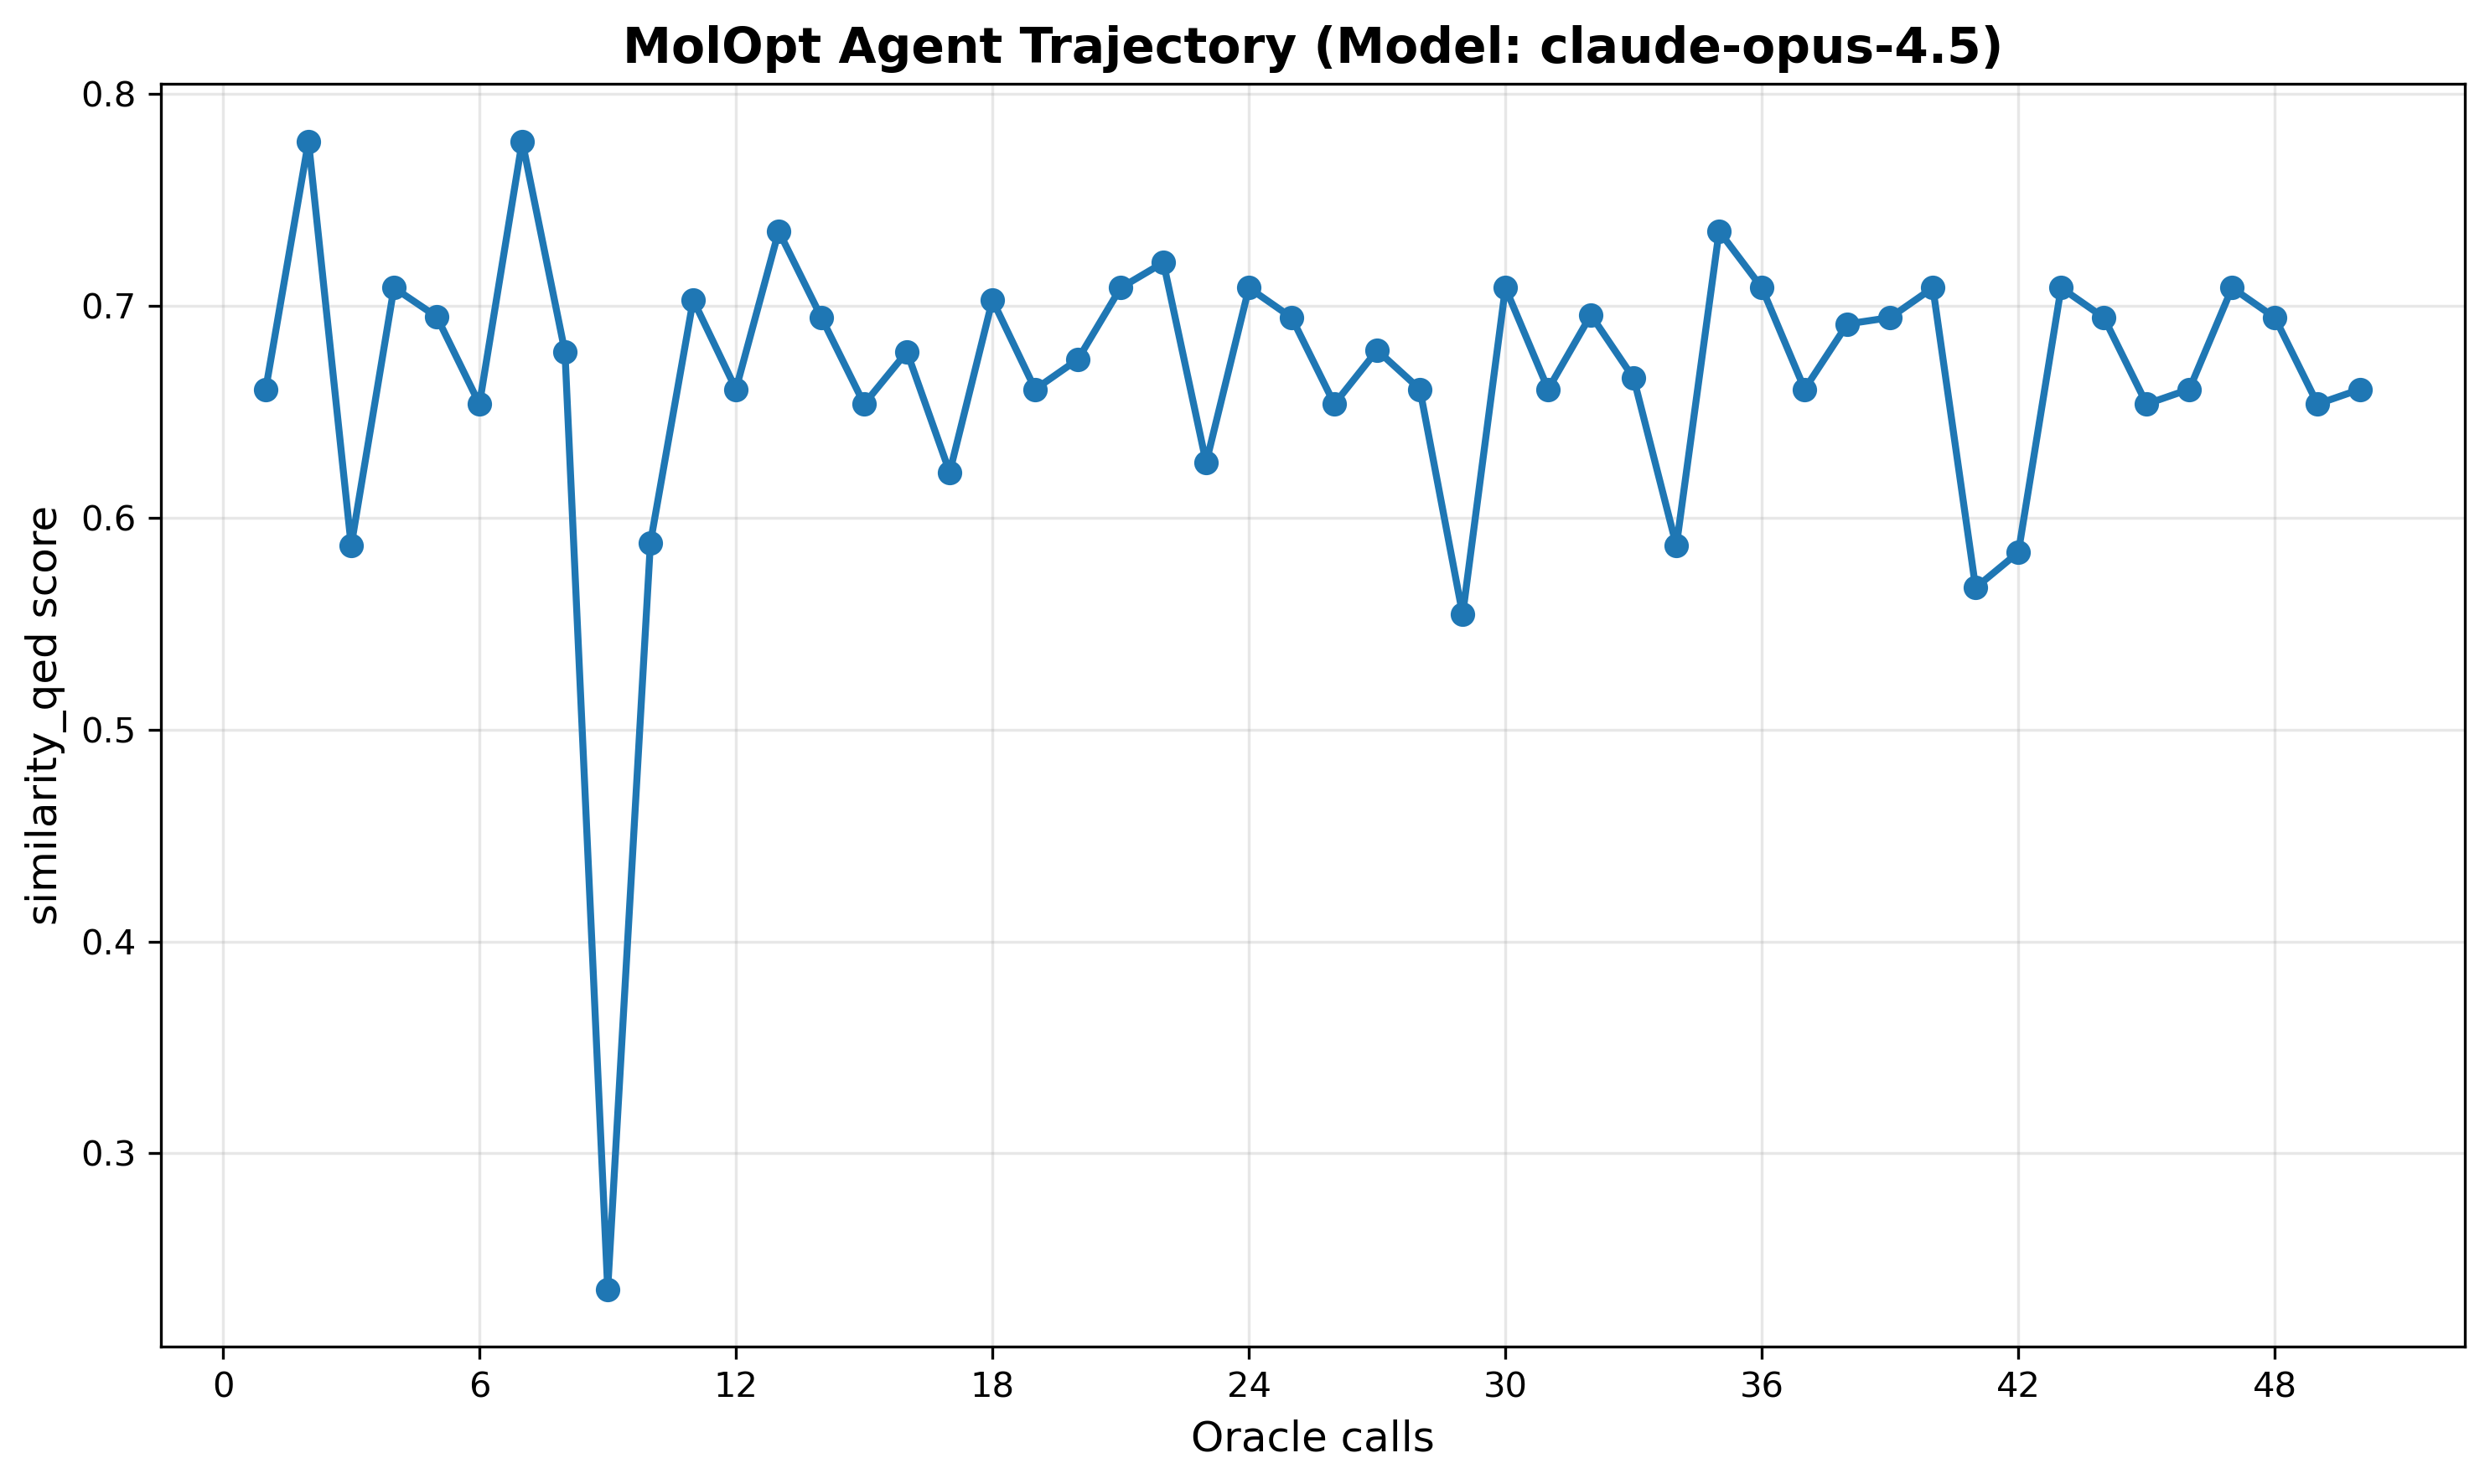 MolOpt Agent Trajectory (Model: claude-opus-4.5)
similarity_qed score
0.8
0.7
0.6
0.5
0.4
0.3
0 6 12 18 24 30 36 42 48
Oracle calls